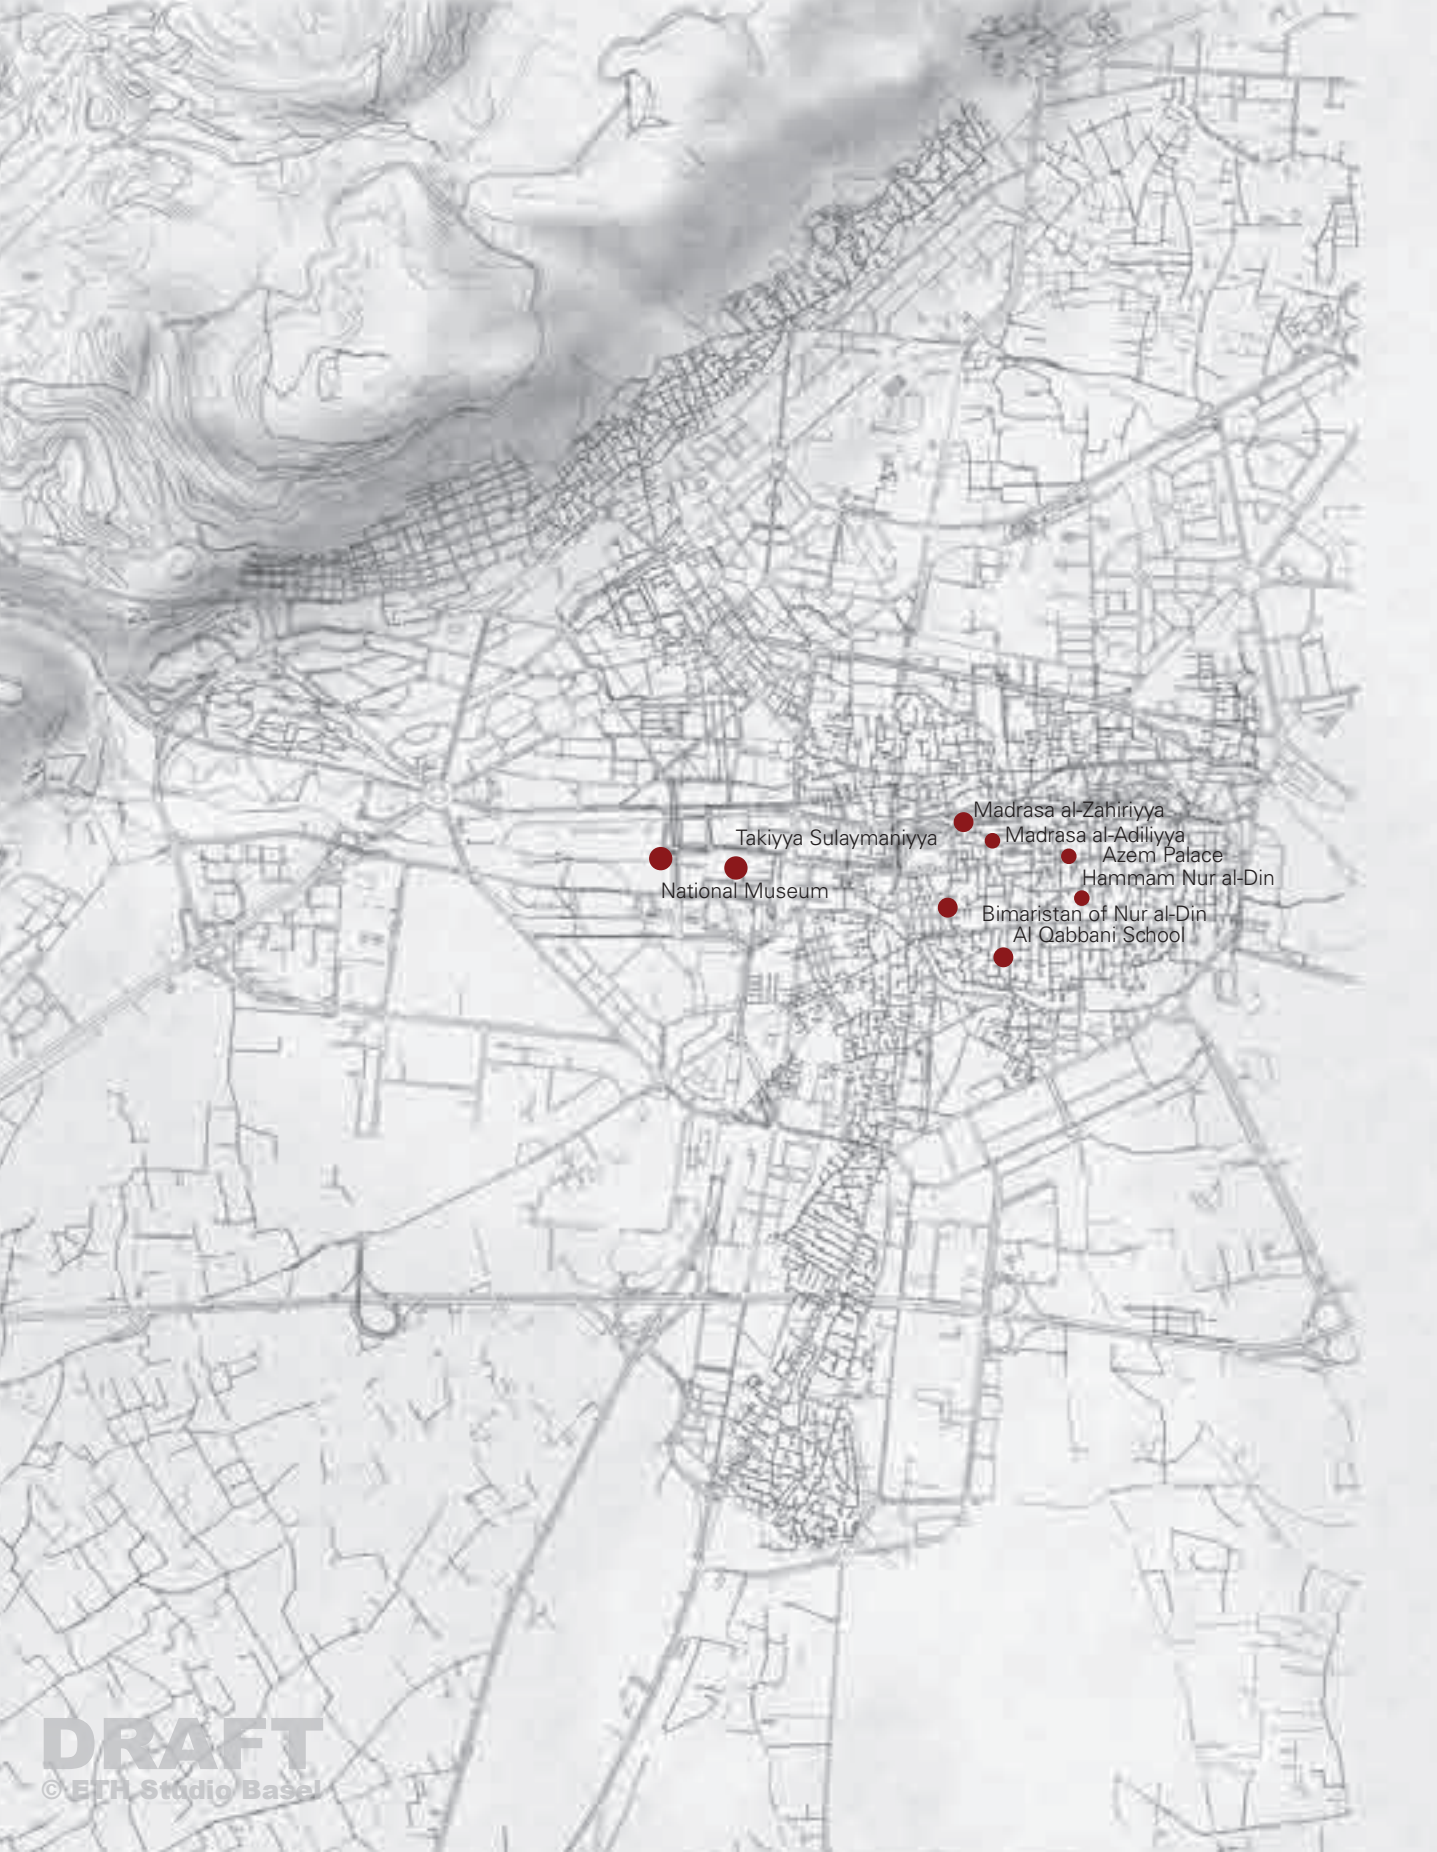 Madrasa al-Zahiriyya
Takiyya Sulaymaniyya
Madrasa al-Adiliyya
Azem Palace
Hammam Nur al-Din
National Museum
Bimaristan of Nur al-Din
Al Qabbani School
DRAFT
© ETH Studio Basel